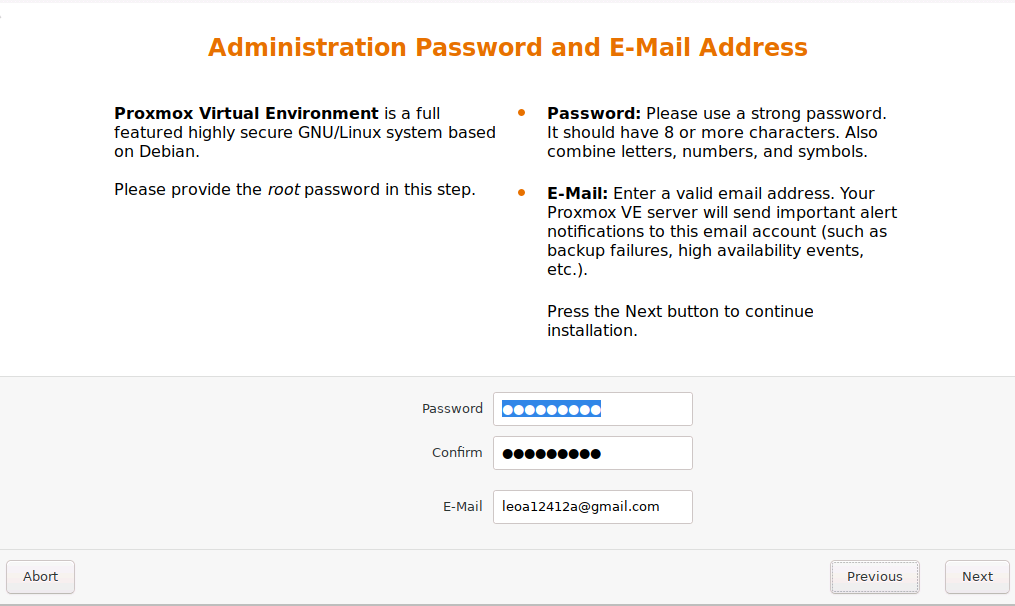 Administration Password and E-Mail Address
Proxmox Virtual Environment is a full
featured highly secure GNU/Linux system based
on Debian.
Please provide the root password in this step.
Password: Please use a strong password.
It should have 8 or more characters. Also
combine letters, numbers, and symbols.
E-Mail: Enter a valid email address. Your
Proxmox VE server will send important alert
notifications to this email account (such as
backup failures, high availability events,
etc.).
Press the Next button to continue
installation.
Password ●●●●●●●●●
Confirm ●●●●●●●●●
E-Mail leoa12412a@gmail.com
Abort Previous Next